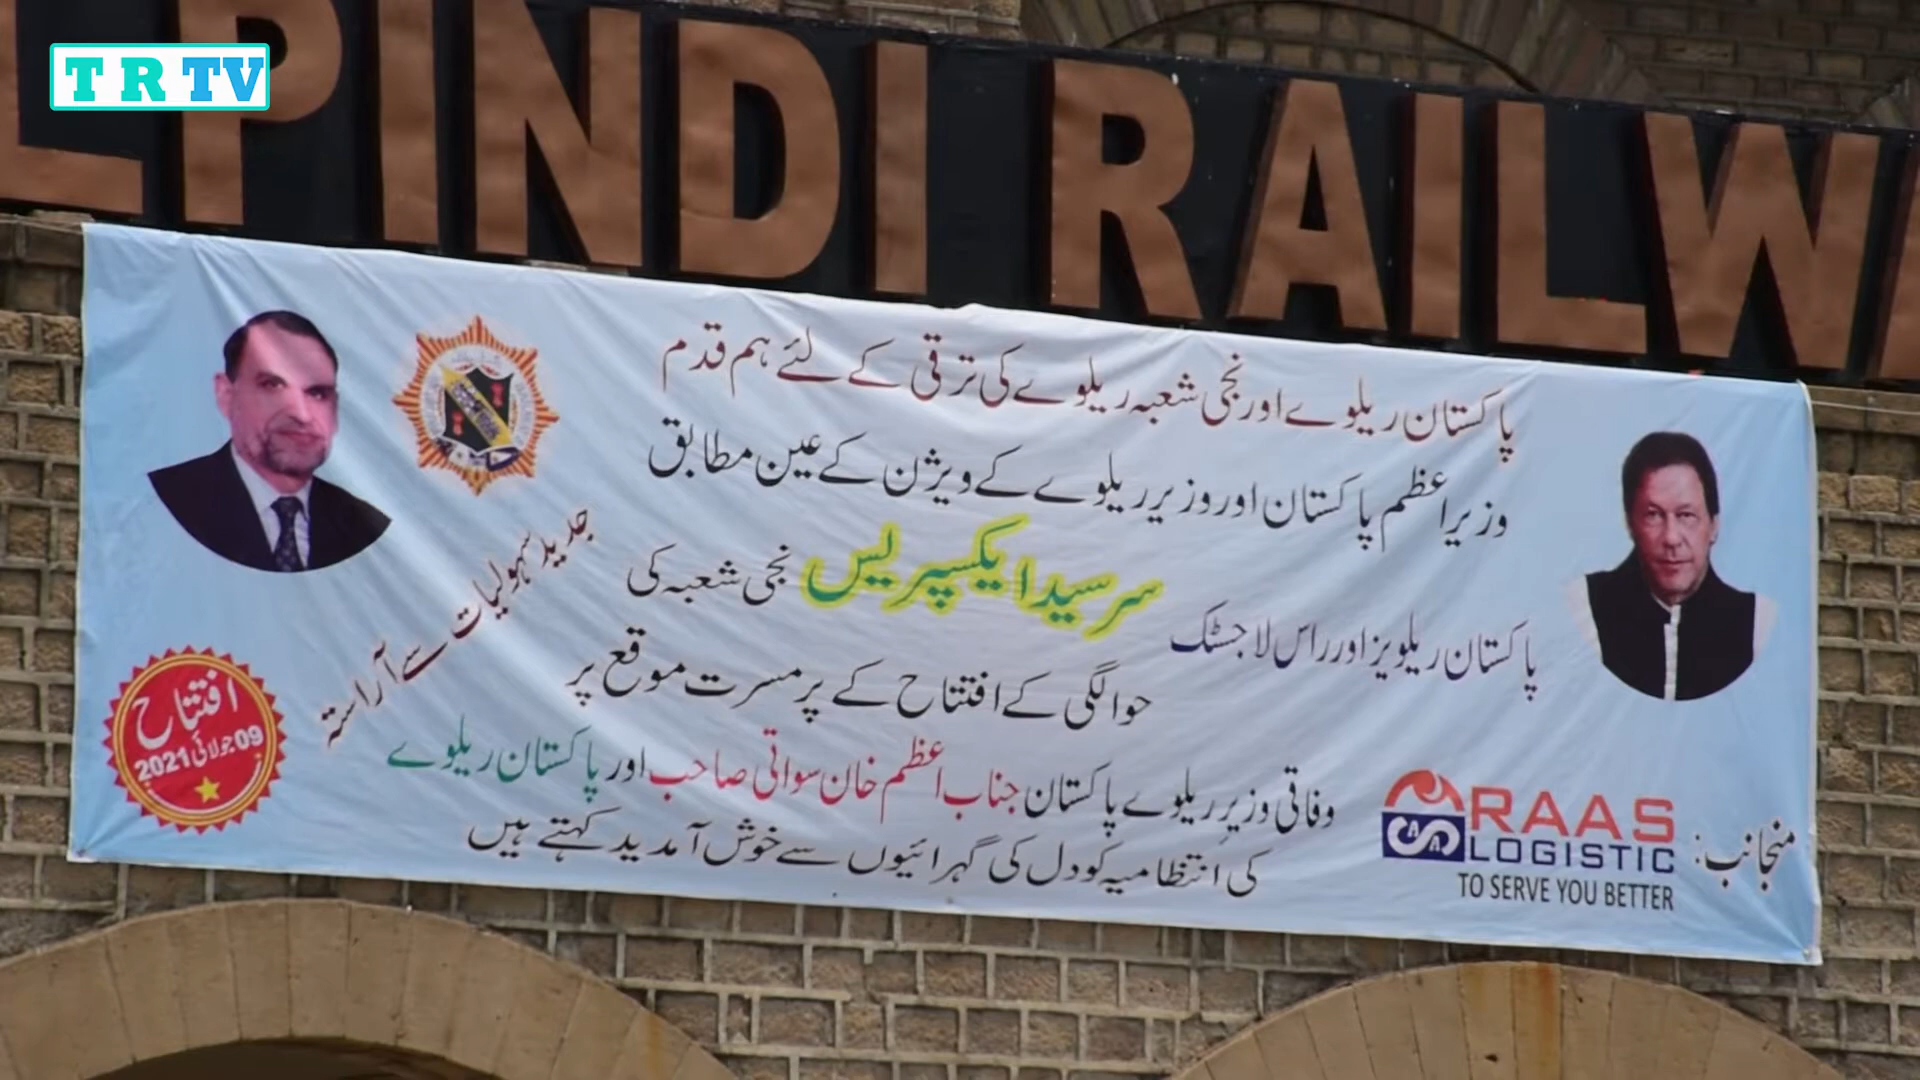 TRTV
LPINDI RAILWA
پاکستان ریلوے اور نجی شعبہ ریلوے کی ترقی کے لئے ہم قدم
وزیراعظم پاکستان اور وزیر ریلوے کے ویژن کے عین مطابق
پاکستان ریلویز اور راس لاجسٹک سرسید ایکسپریس نجی شعبہ کی
جدید سہولیات سے آراستہ
حوالگی کے افتتاح کے پرمسرت موقع پر
وفاقی وزیرِ ریلوے پاکستان جناب اعظم خان سواتی صاحب اور پاکستان ریلوے
کی انتظامیہ کو دل کی گہرائیوں سے خوش آمدید کہتے ہیں
افتتاح
09 جولائی 2021
منجانب:
RAAS
LOGISTIC
TO SERVE YOU BETTER